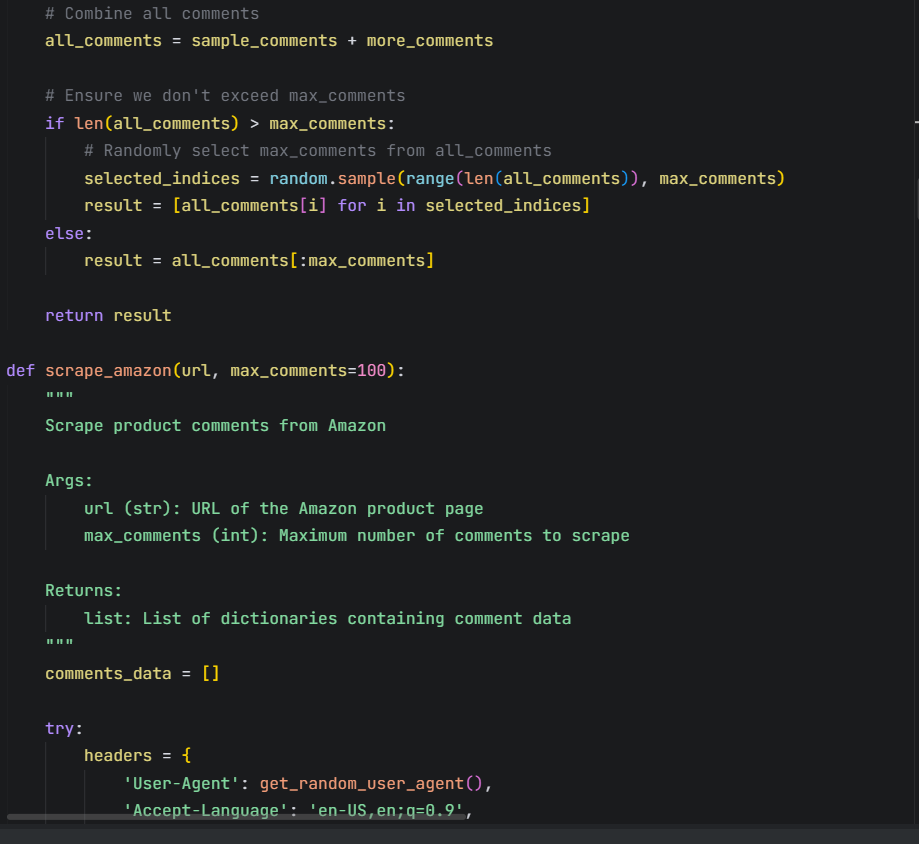 # Combine all comments
all_comments = sample_comments + more_comments
# Ensure we don't exceed max_comments
if len(all_comments) > max_comments:
# Randomly select max_comments from all_comments
selected_indices = random.sample(range(len(all_comments)), max_comments)
result = [all_comments[i] for i in selected_indices]
else:
result = all_comments[:max_comments]
return result
def scrape_amazon(url, max_comments=100):
"""
Scrape product comments from Amazon
Args:
url (str): URL of the Amazon product page
max_comments (int): Maximum number of comments to scrape
Returns:
list: List of dictionaries containing comment data
"""
comments_data = []
try:
headers = {
'User-Agent': get_random_user_agent(),
'Accept-Language': 'en-US,en;q=0.9',